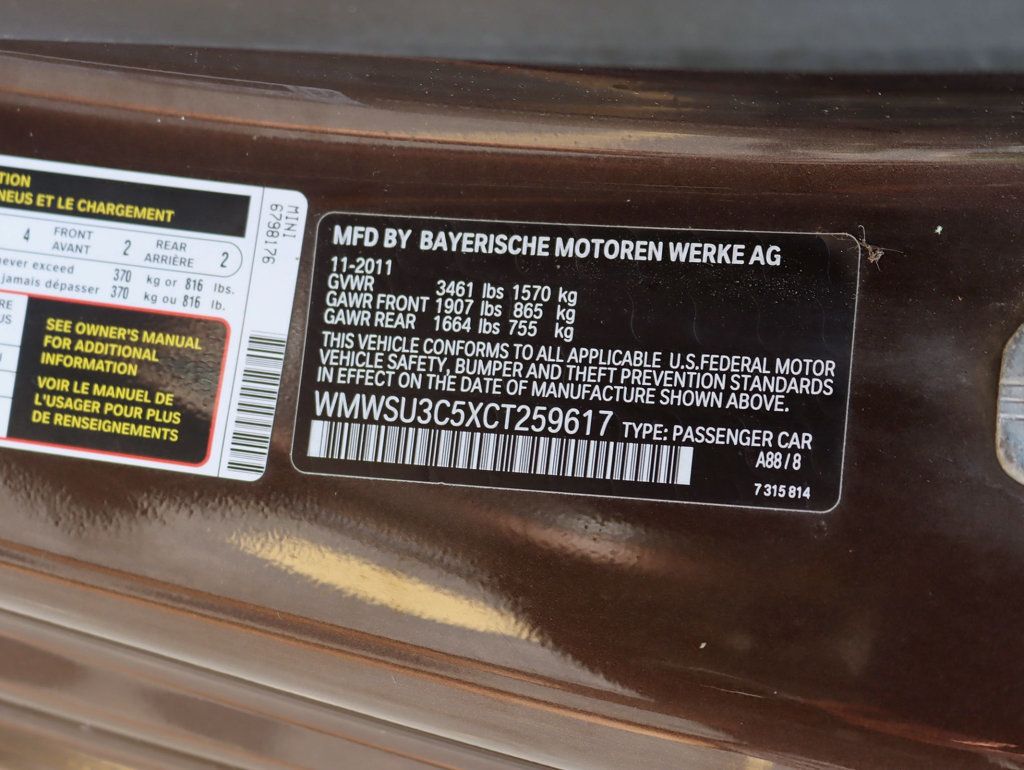 TION
NEUS ET LE CHARGEMENT
4 FRONT AVANT 2 REAR ARRIÈRE 2
never exceed 370 kg or 816 lbs.
jamais dépasser 370 kg ou 816 lb.
RE
US
SEE OWNER'S MANUAL
FOR ADDITIONAL
INFORMATION
VOIR LE MANUEL DE
L'USAGER POUR PLUS
DE RENSEIGNEMENTS
MINI
6798176
MFD BY BAYERISCHE MOTOREN WERKE AG
11-2011
GVWR 3461 lbs 1570 kg
GAWR FRONT 1907 lbs 865 kg
GAWR REAR 1664 lbs 755 kg
THIS VEHICLE CONFORMS TO ALL APPLICABLE U.S.FEDERAL MOTOR
VEHICLE SAFETY, BUMPER AND THEFT PREVENTION STANDARDS
IN EFFECT ON THE DATE OF MANUFACTURE SHOWN ABOVE.
WMWSU3C5XCT259617 TYPE: PASSENGER CAR
A88/8
7 315 814